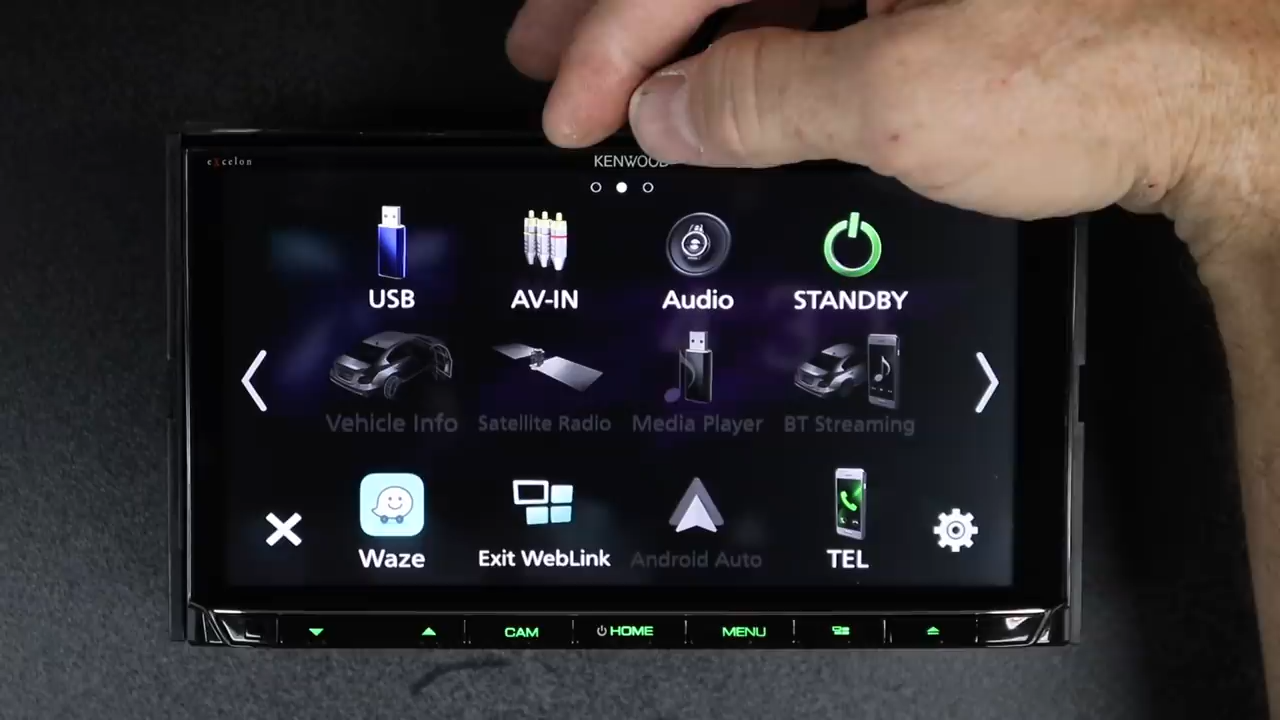 eXcelon
KENWOOD
USB AV-IN Audio STANDBY
Vehicle Info Satellite Radio Media Player BT Streaming
Waze Exit WebLink Android Auto TEL
CAM HOME MENU